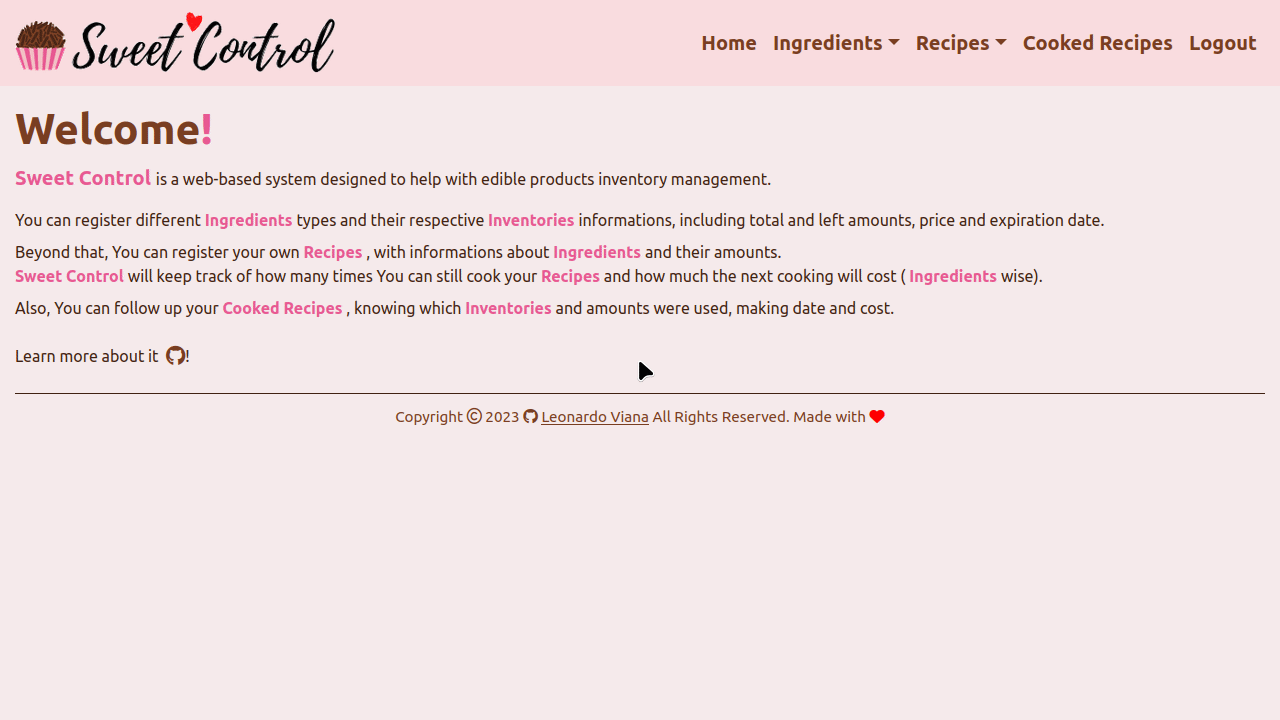 Sweet Control
Home Ingredients Recipes Cooked Recipes Logout
Welcome!
Sweet Control is a web-based system designed to help with edible products inventory management.
You can register different Ingredients types and their respective Inventories informations, including total and left amounts, price and expiration date.
Beyond that, You can register your own Recipes , with informations about Ingredients and their amounts.
Sweet Control will keep track of how many times You can still cook your Recipes and how much the next cooking will cost ( Ingredients wise).
Also, You can follow up your Cooked Recipes , knowing which Inventories and amounts were used, making date and cost.
Learn more about it !
Copyright © 2023 Leonardo Viana All Rights Reserved. Made with